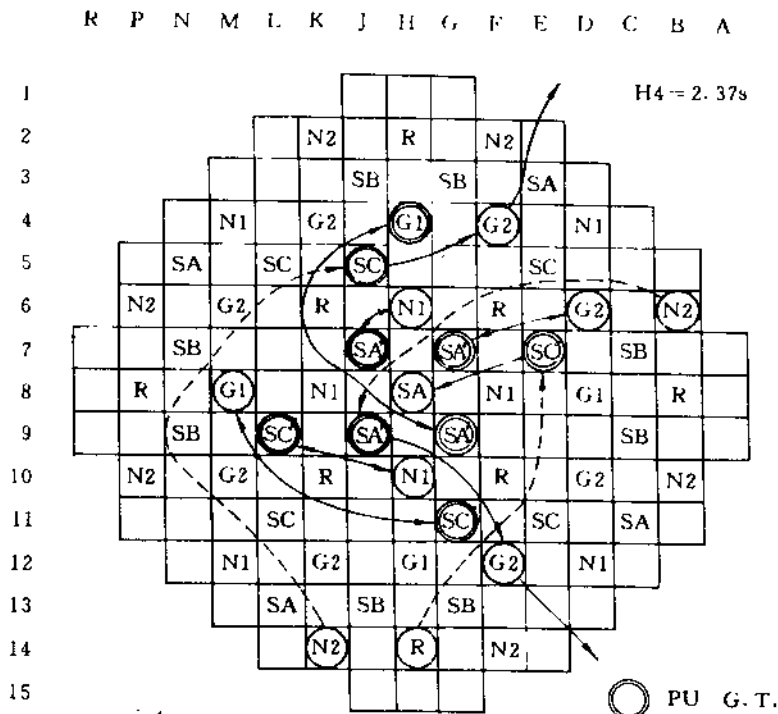 R P N M L K J H G F E D C B A
1 H4=2.37s
2 N2 R N2
3 SB SB SA
4 N1 G2 G1 G2 N1
5 SA SC SC SC
6 N2 G2 R N1 R G2 N2
7 SB SA SA SC SB
8 R G1 N1 SA N1 G1 R
9 SB SC SA SA SB
10 N2 G2 R N1 R G2 N2
11 SC SC SC SA
12 N1 G2 G1 G2 N1
13 SA SB SB
14 N2 R N2
15
PU G.T.